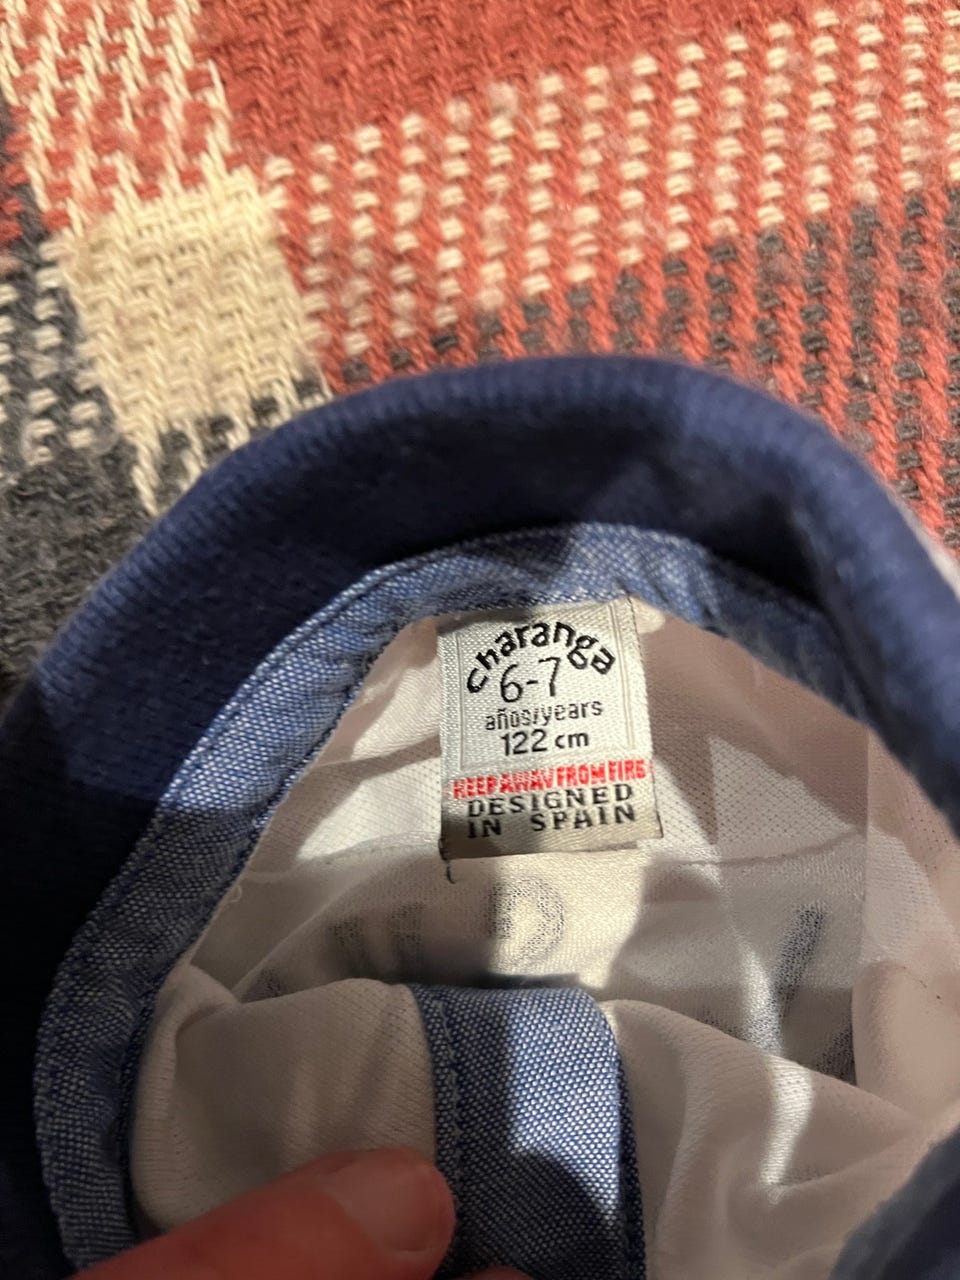 charanga
6-7
años/years
122 cm
KEEP AWAY FROM FIRE
DESIGNED
IN SPAIN